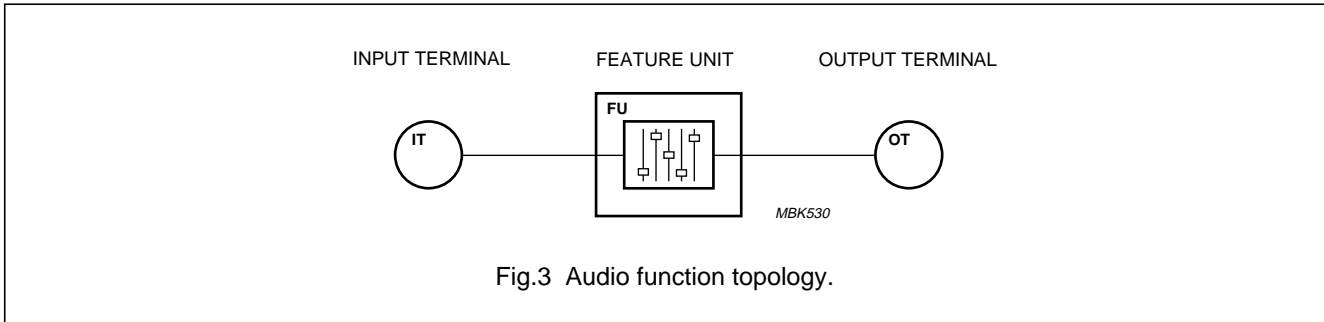 INPUT TERMINAL FEATURE UNIT OUTPUT TERMINAL
FU
IT
OT
MBK530
Fig.3 Audio function topology.